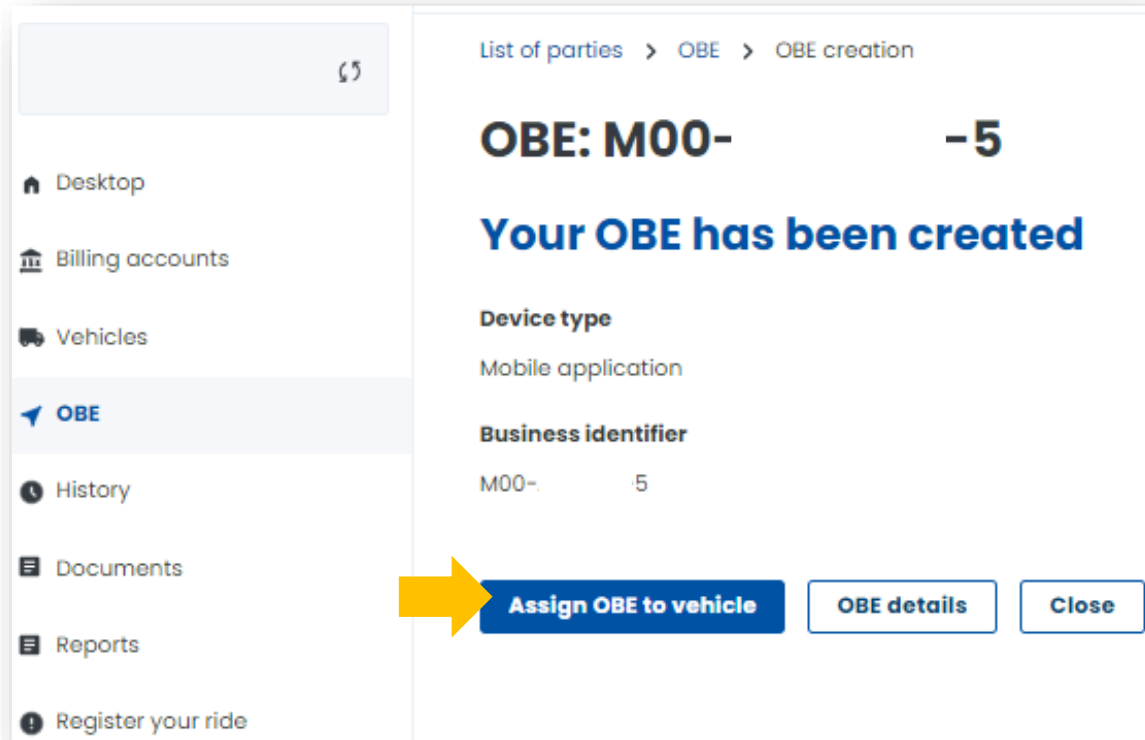 List of parties > OBE > OBE creation
OBE: M00- -5
Your OBE has been created
Device type
Mobile application
Business identifier
M00- 5
Assign OBE to vehicle
OBE details
Close
Desktop
Billing accounts
Vehicles
OBE
History
Documents
Reports
Register your ride